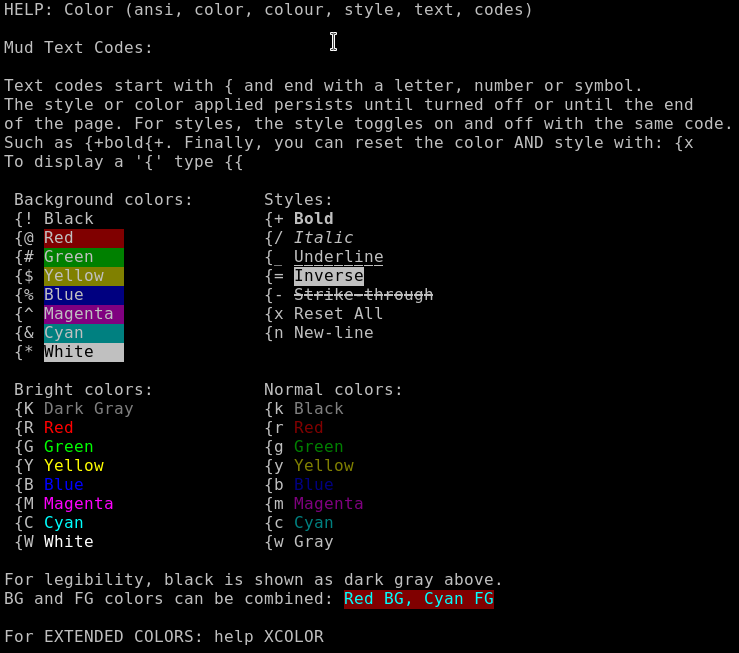 HELP: Color (ansi, color, colour, style, text, codes)
Mud Text Codes:
Text codes start with { and end with a letter, number or symbol.
The style or color applied persists until turned off or until the end
of the page. For styles, the style toggles on and off with the same code.
Such as {+bold{+. Finally, you can reset the color AND style with: {x
To display a '{' type {{
Background colors: Styles:
{! Black {+ Bold
{@ Red {/ Italic
{# Green {_ Underline
{$ Yellow {= Inverse
{% Blue {- Strike-through
{^ Magenta {x Reset All
{& Cyan {n New-line
{* White
Bright colors: Normal colors:
{K Dark Gray {k Black
{R Red {r Red
{G Green {g Green
{Y Yellow {y Yellow
{B Blue {b Blue
{M Magenta {m Magenta
{C Cyan {c Cyan
{W White {w Gray
For legibility, black is shown as dark gray above.
BG and FG colors can be combined: Red BG, Cyan FG
For EXTENDED COLORS: help XCOLOR